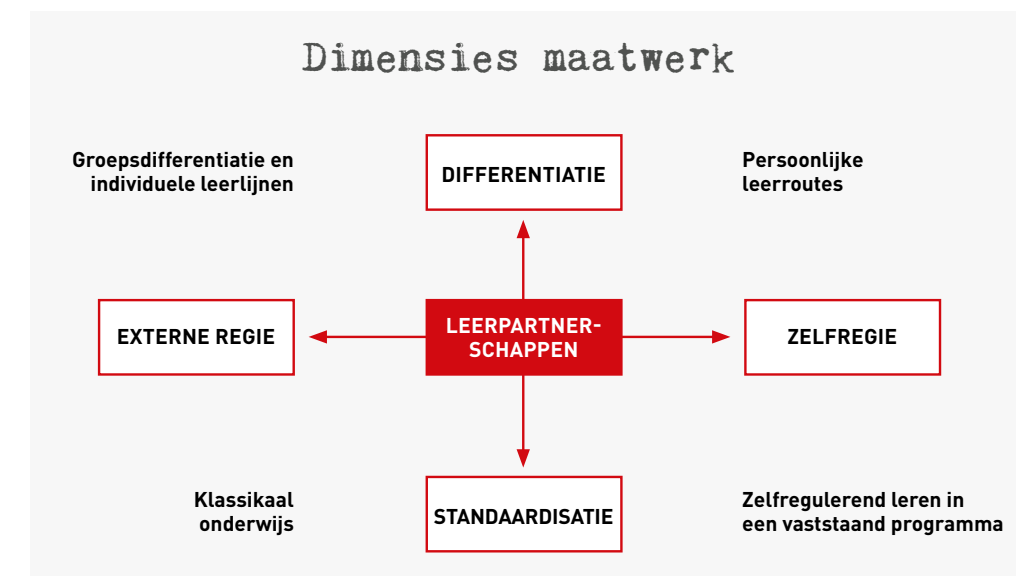 Dimensies maatwerk
Groepsdifferentiatie en
individuele leerlijnen
DIFFERENTIATIE
Persoonlijke
leerroutes
EXTERNE REGIE
LEERPARTNER-
SCHAPPEN
ZELFREGIE
Klassikaal
onderwijs
STANDAARDISATIE
Zelfregulerend leren in
een vaststaand programma